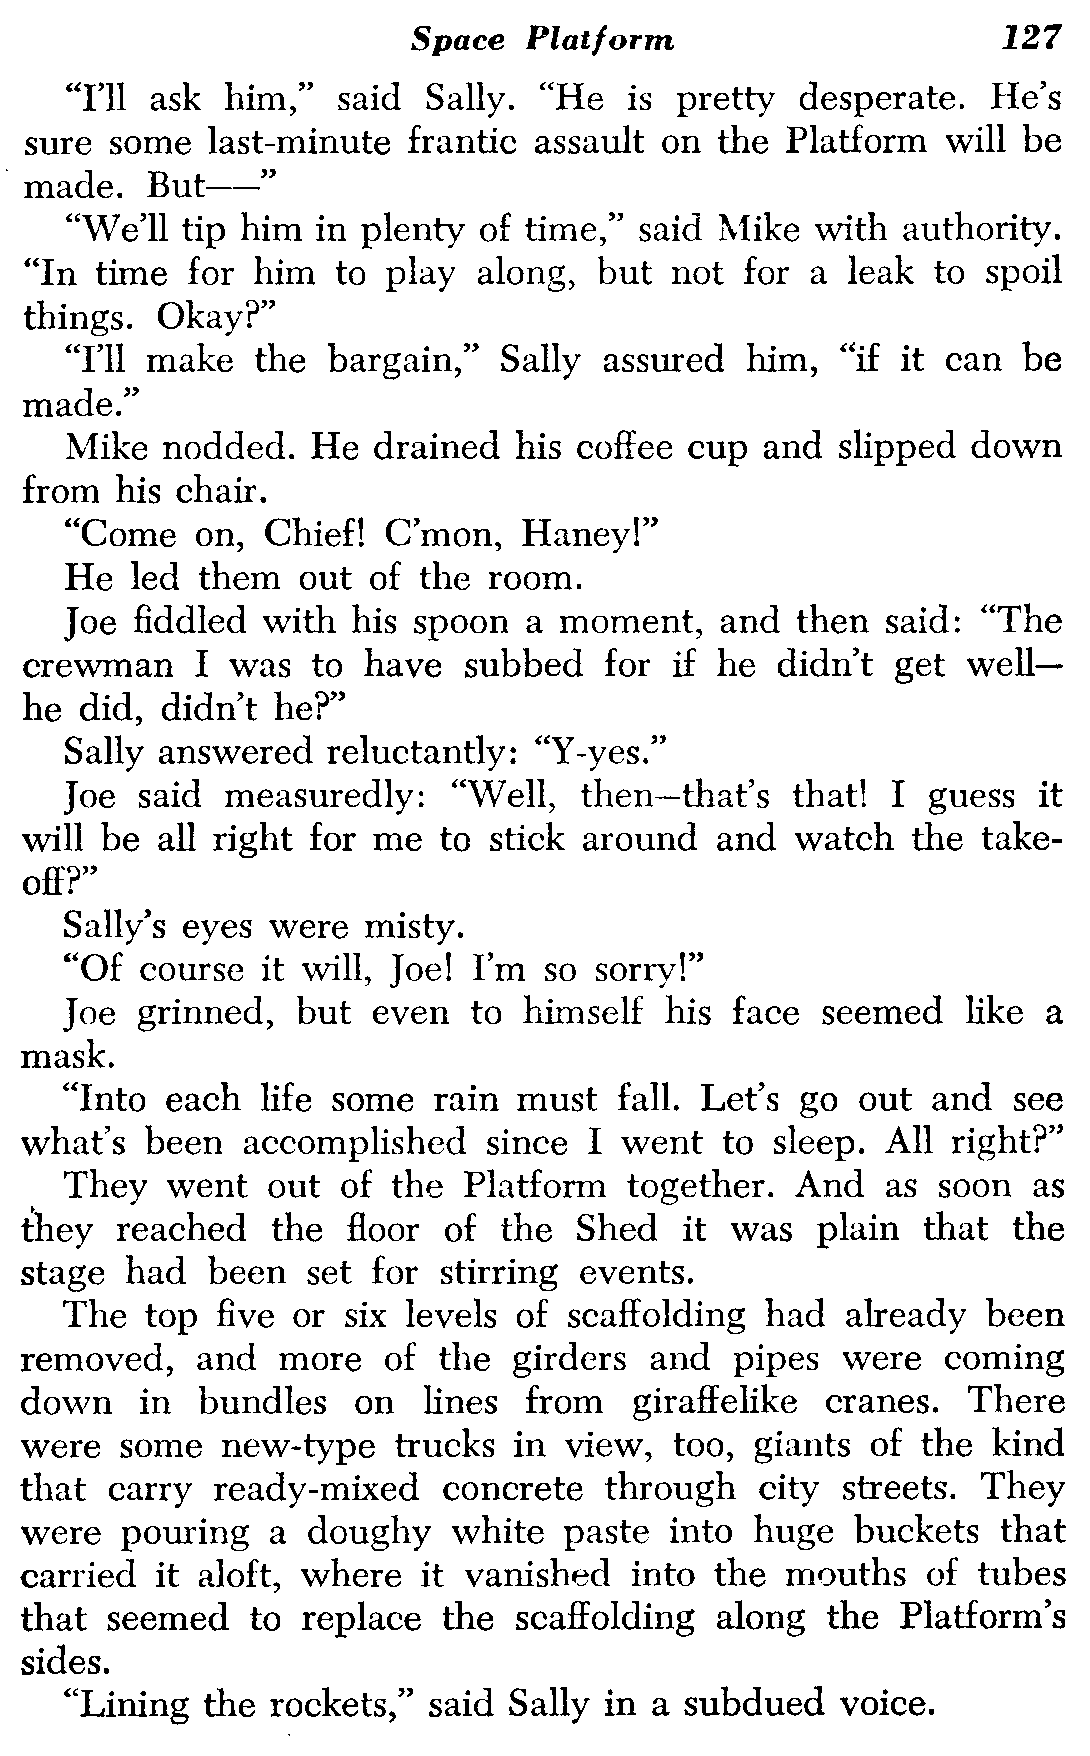 Space Platform 127
“I’ll ask him,” said Sally. “He is pretty desperate. He’s
sure some last-minute frantic assault on the Platform will be
made. But——”
“We’ll tip him in plenty of time,” said Mike with authority.
“In time for him to play along, but not for a leak to spoil
things. Okay?”
“I’ll make the bargain,” Sally assured him, “if it can be
made.”
Mike nodded. He drained his coffee cup and slipped down
from his chair.
“Come on, Chief! C’mon, Haney!”
He led them out of the room.
Joe fiddled with his spoon a moment, and then said: “The
crewman I was to have subbed for if he didn’t get well—
he did, didn’t he?”
Sally answered reluctantly: “Y-yes.”
Joe said measuredly: “Well, then—that’s that! I guess it
will be all right for me to stick around and watch the take-
off?”
Sally’s eyes were misty.
“Of course it will, Joe! I’m so sorry!”
Joe grinned, but even to himself his face seemed like a
mask.
“Into each life some rain must fall. Let’s go out and see
what’s been accomplished since I went to sleep. All right?”
They went out of the Platform together. And as soon as
they reached the floor of the Shed it was plain that the
stage had been set for stirring events.
The top five or six levels of scaffolding had already been
removed, and more of the girders and pipes were coming
down in bundles on lines from giraffelike cranes. There
were some new-type trucks in view, too, giants of the kind
that carry ready-mixed concrete through city streets. They
were pouring a doughy white paste into huge buckets that
carried it aloft, where it vanished into the mouths of tubes
that seemed to replace the scaffolding along the Platform’s
sides.
“Lining the rockets,” said Sally in a subdued voice.